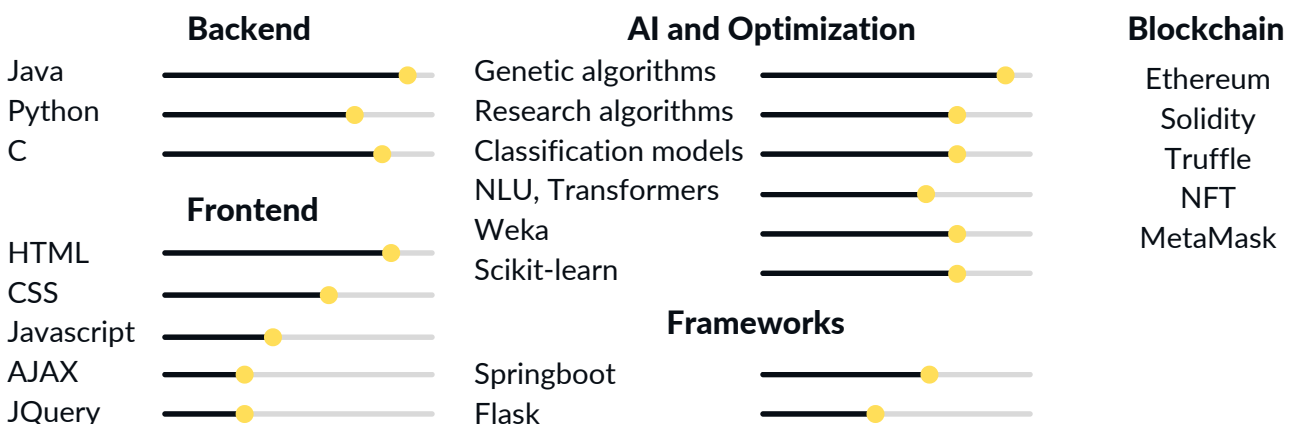 Backend
Java
Python
C
Frontend
HTML
CSS
Javascript
AJAX
JQuery
AI and Optimization
Genetic algorithms
Research algorithms
Classification models
NLU, Transformers
Weka
Scikit-learn
Frameworks
Springboot
Flask
Blockchain
Ethereum
Solidity
Truffle
NFT
MetaMask